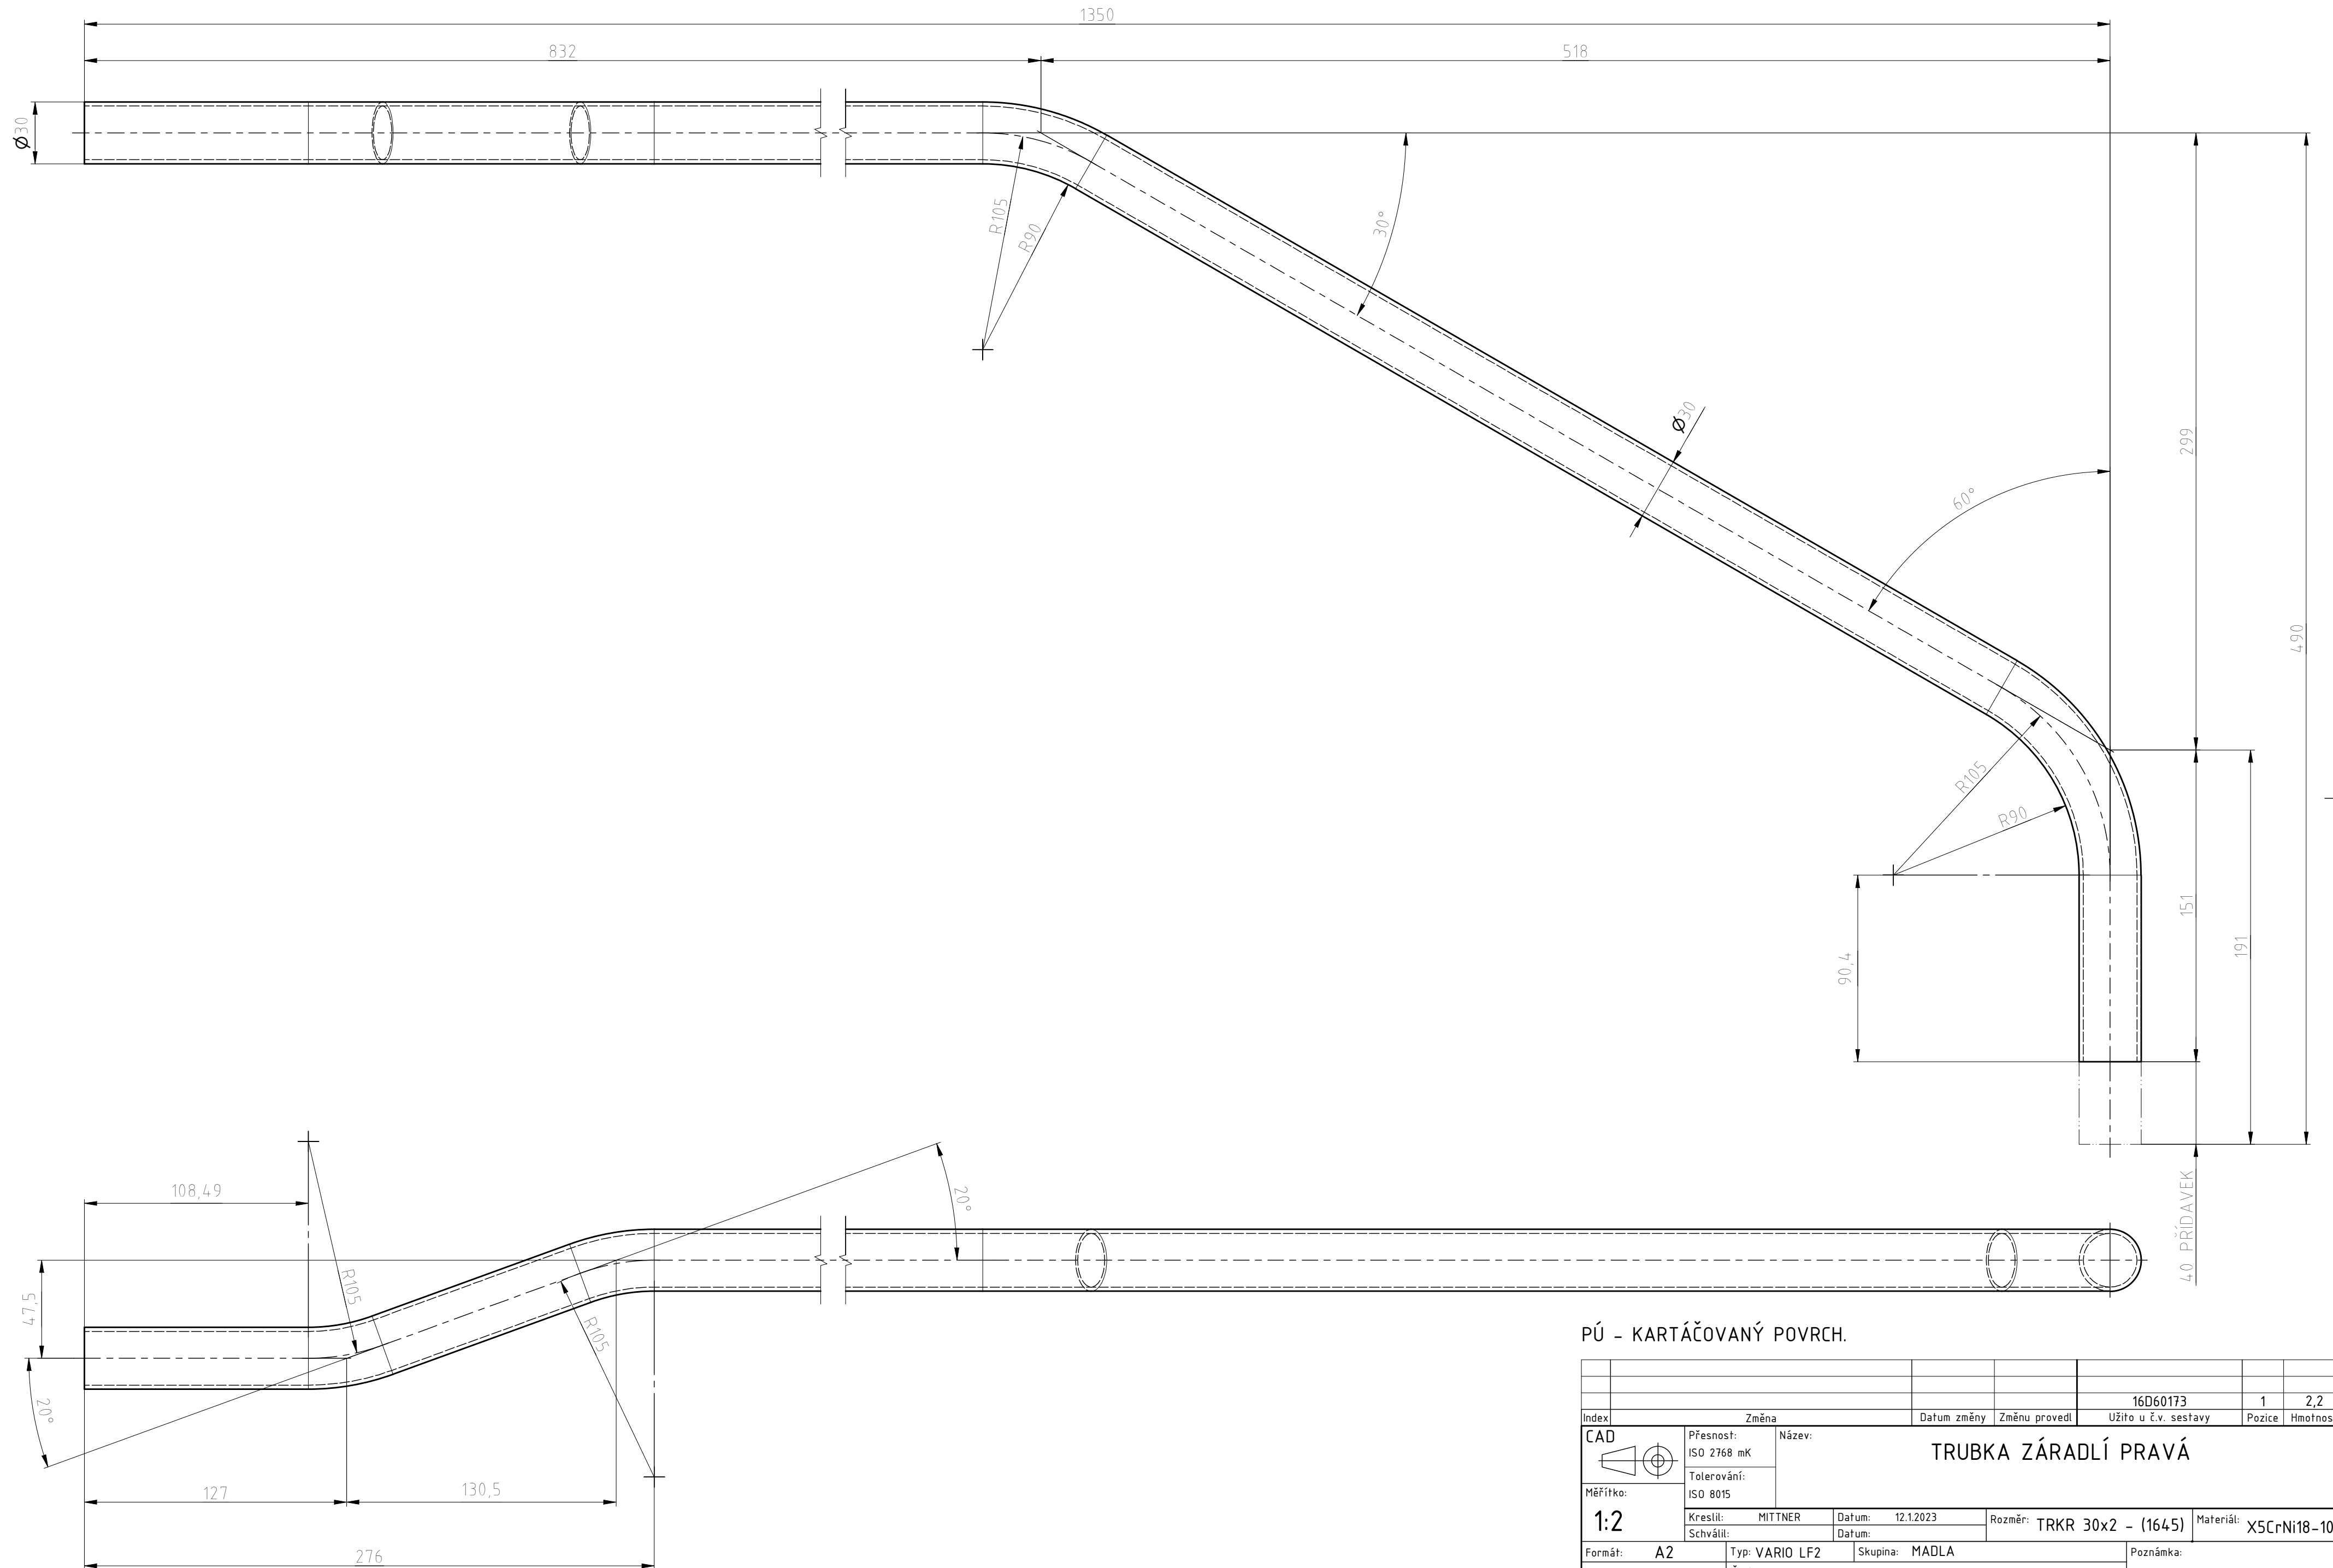 1350
832
518
Ø30
R105
R90
30°
Ø30
60°
299
490
R105
R90
90,4
151
191
40 PŘÍDAVEK
108,49
20°
47,5
R105
R105
20°
127
130,5
276
PÚ - KARTÁČOVANÝ POVRCH.
16D60173 1 2,2
Index Změna Datum změny Změnu provedl Užito u č.v. sestavy Pozice Hmotnos
CAD
Přesnost:
ISO 2768 mK
Tolerování:
ISO 8015
Název:
TRUBKA ZÁRADLÍ PRAVÁ
Měřítko:
1:2
Kreslil: MITTNER Datum: 12.1.2023
Schválil: Datum:
Rozměr: TRKR 30x2 - (1645)
Materiál: X5CrNi18-10
Formát: A2 Typ: VARIO LF2 Skupina: MADLA Poznámka: